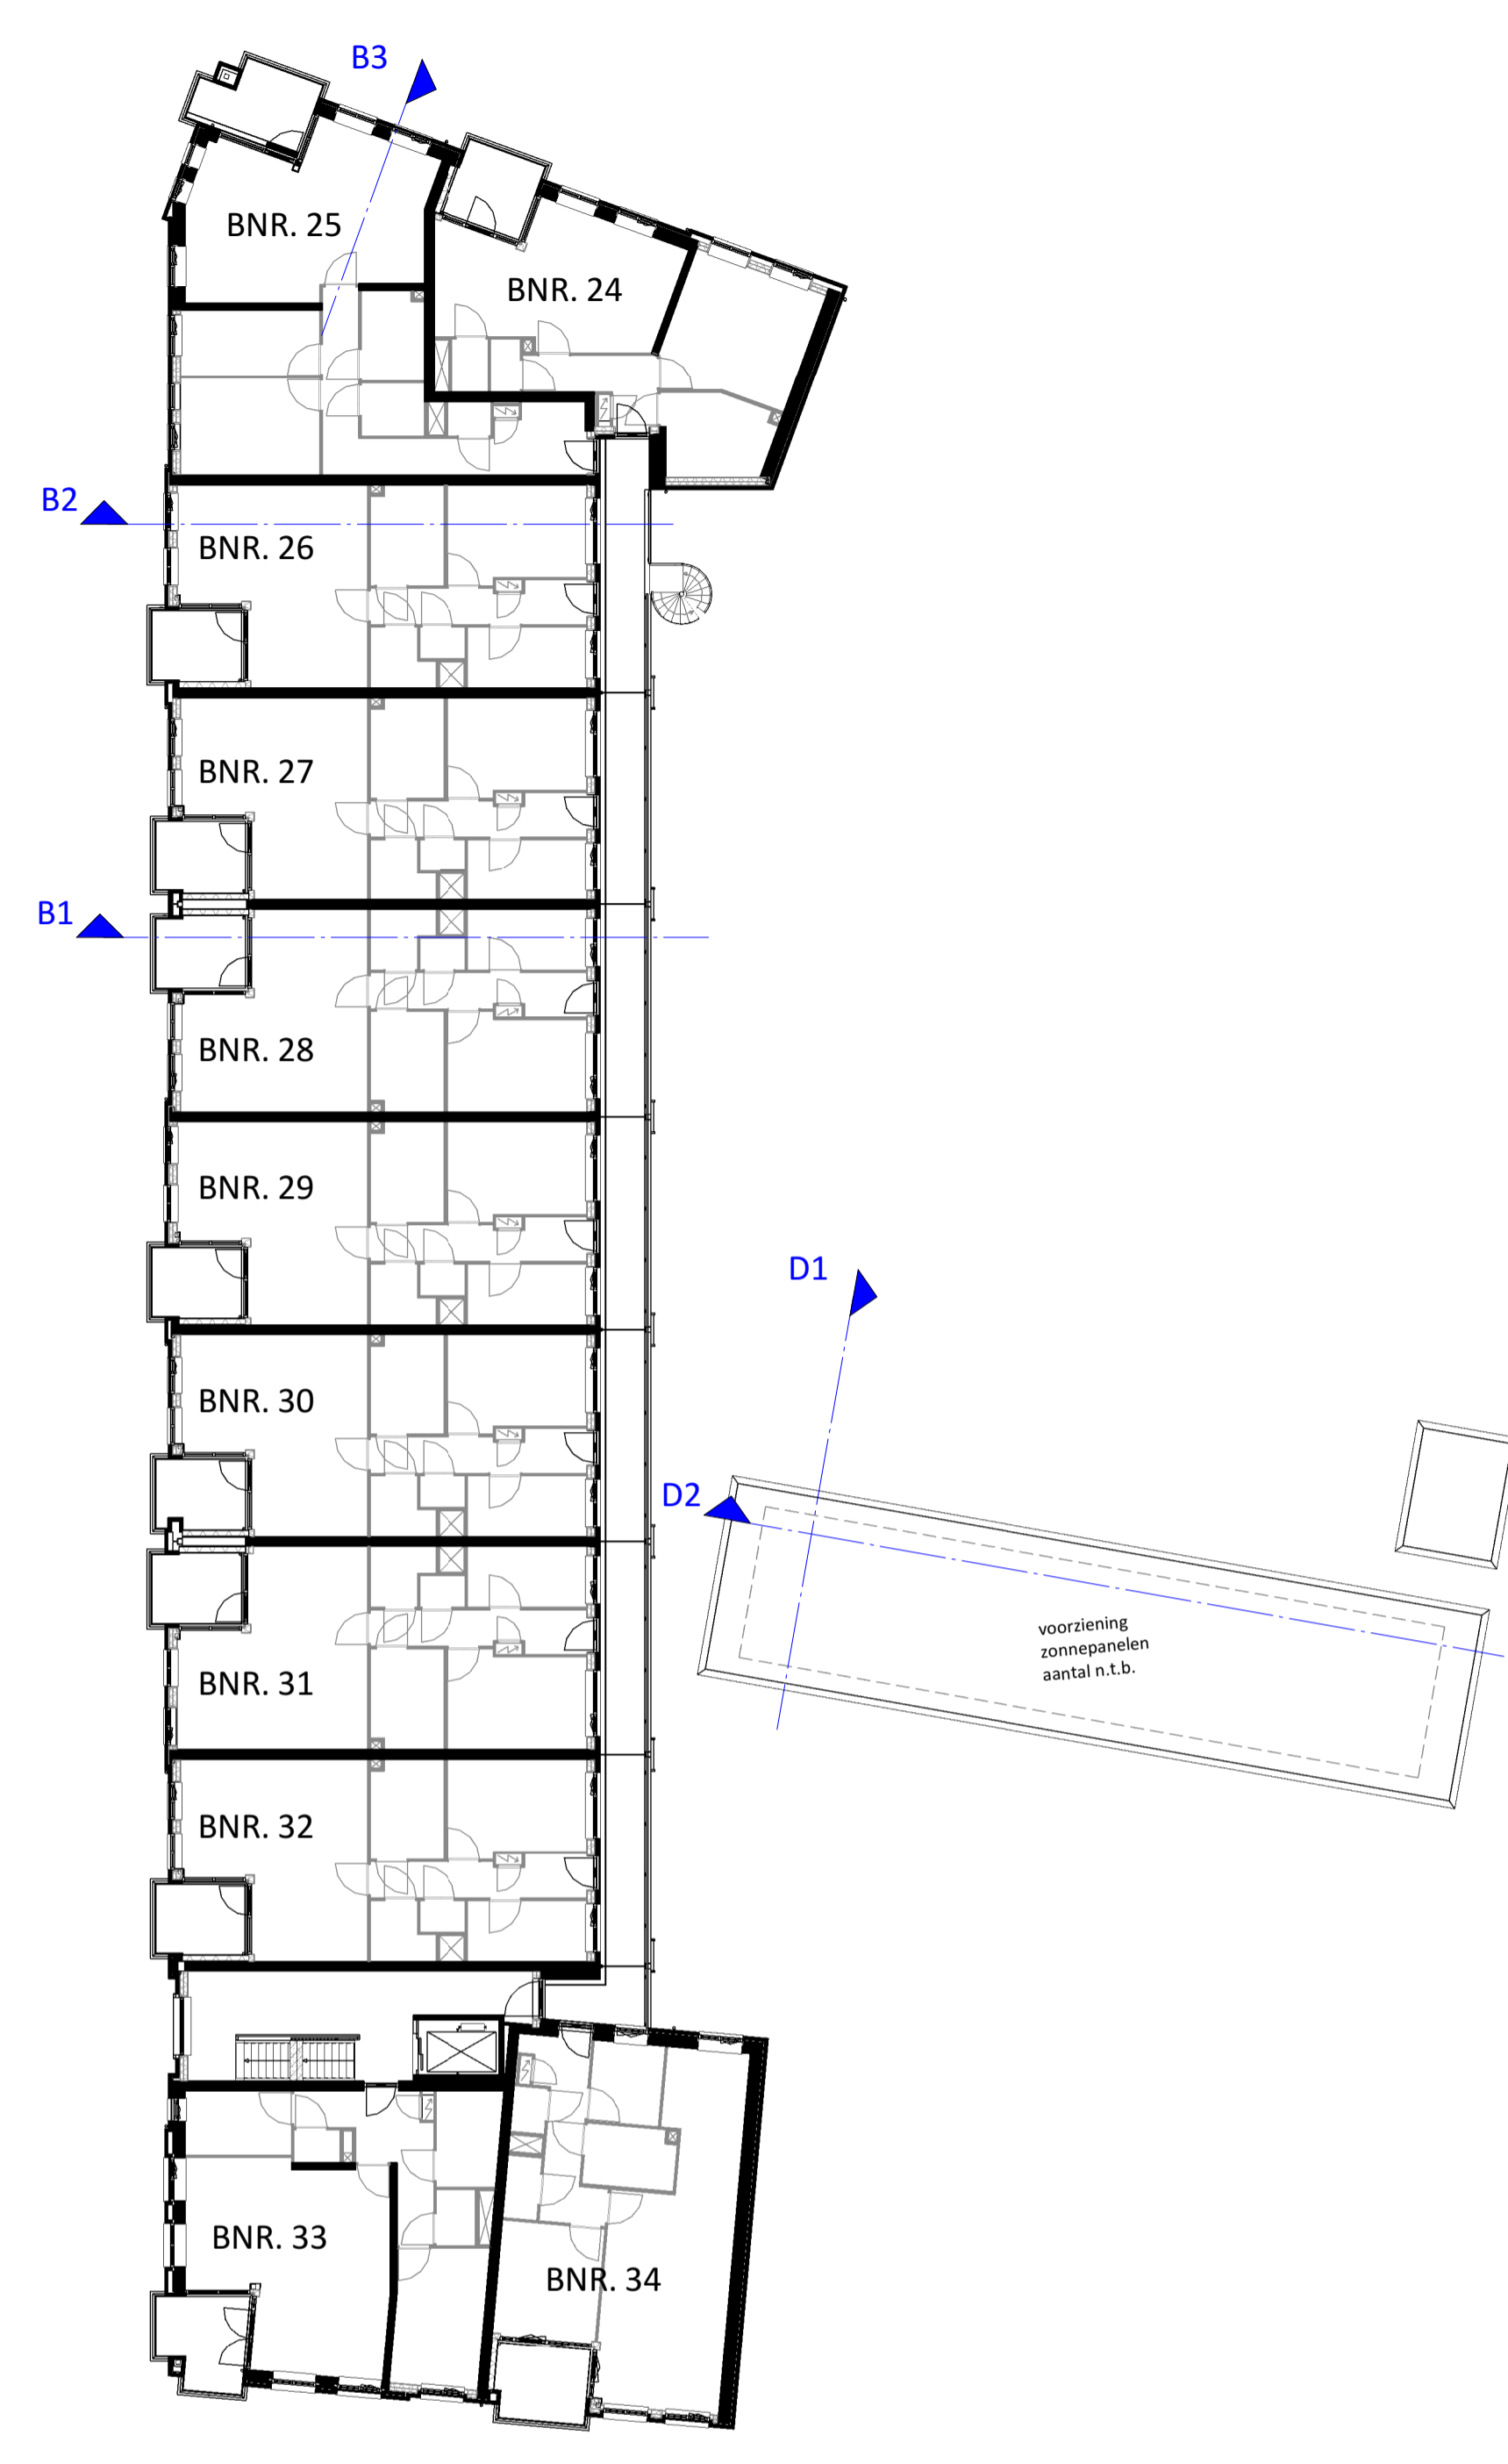 B3
BNR. 25
BNR. 24
B2
BNR. 26
BNR. 27
B1
BNR. 28
BNR. 29
D1
BNR. 30
D2
voorziening
zonnepanelen
aantal n.t.b.
BNR. 31
BNR. 32
BNR. 33
BNR. 34